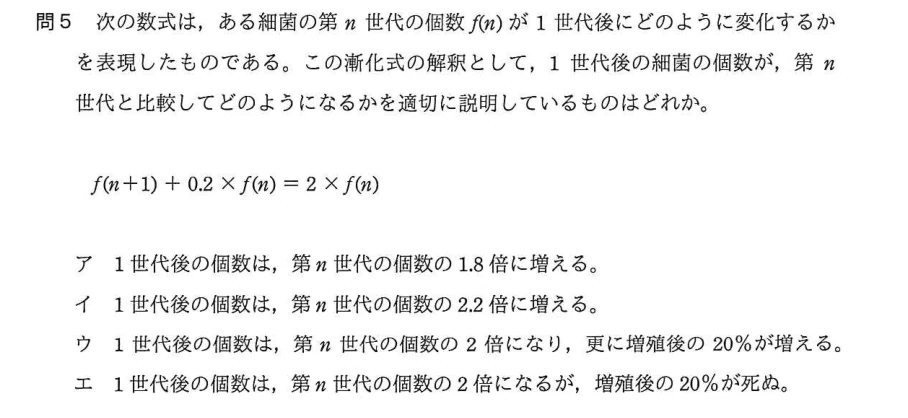 問5 次の数式は，ある細菌の第 n 世代の個数 f(n) が 1 世代後にどのように変化するか
を表現したものである。この漸化式の解釈として，1 世代後の細菌の個数が，第 n
世代と比較してどのようになるかを適切に説明しているものはどれか。
f(n＋1) + 0.2 × f(n) = 2 × f(n)
ア 1 世代後の個数は，第 n 世代の個数の 1.8 倍に増える。
イ 1 世代後の個数は，第 n 世代の個数の 2.2 倍に増える。
ウ 1 世代後の個数は，第 n 世代の個数の 2 倍になり，更に増殖後の 20％が増える。
エ 1 世代後の個数は，第 n 世代の個数の 2 倍になるが，増殖後の 20％が死ぬ。